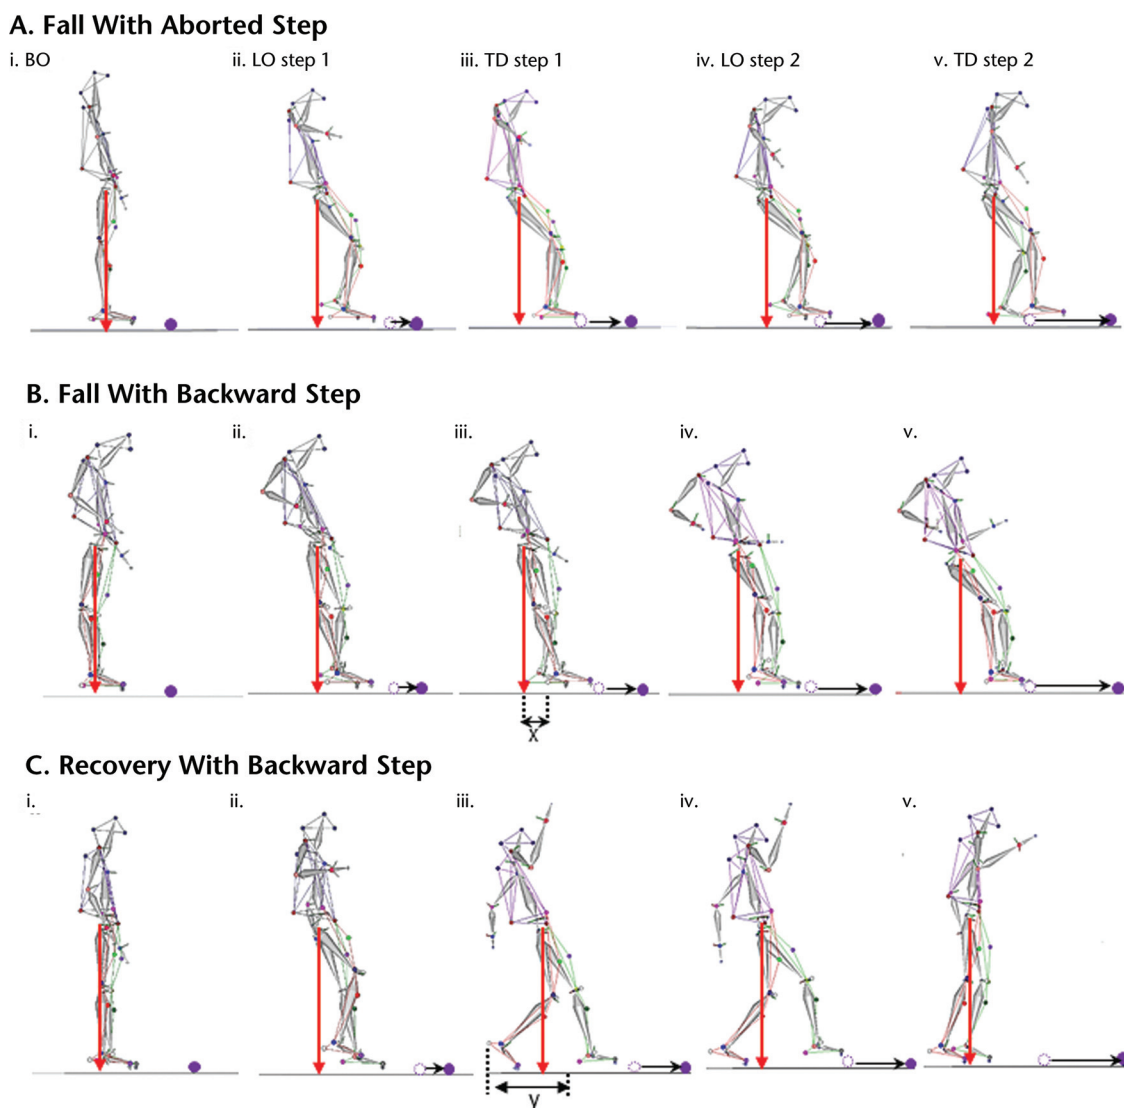 A. Fall With Aborted Step
i. BO
ii. LO step 1
iii. TD step 1
iv. LO step 2
v. TD step 2
B. Fall With Backward Step
i.
ii.
iii.
iv.
v.
X
C. Recovery With Backward Step
i.
ii.
iii.
iv.
v.
y